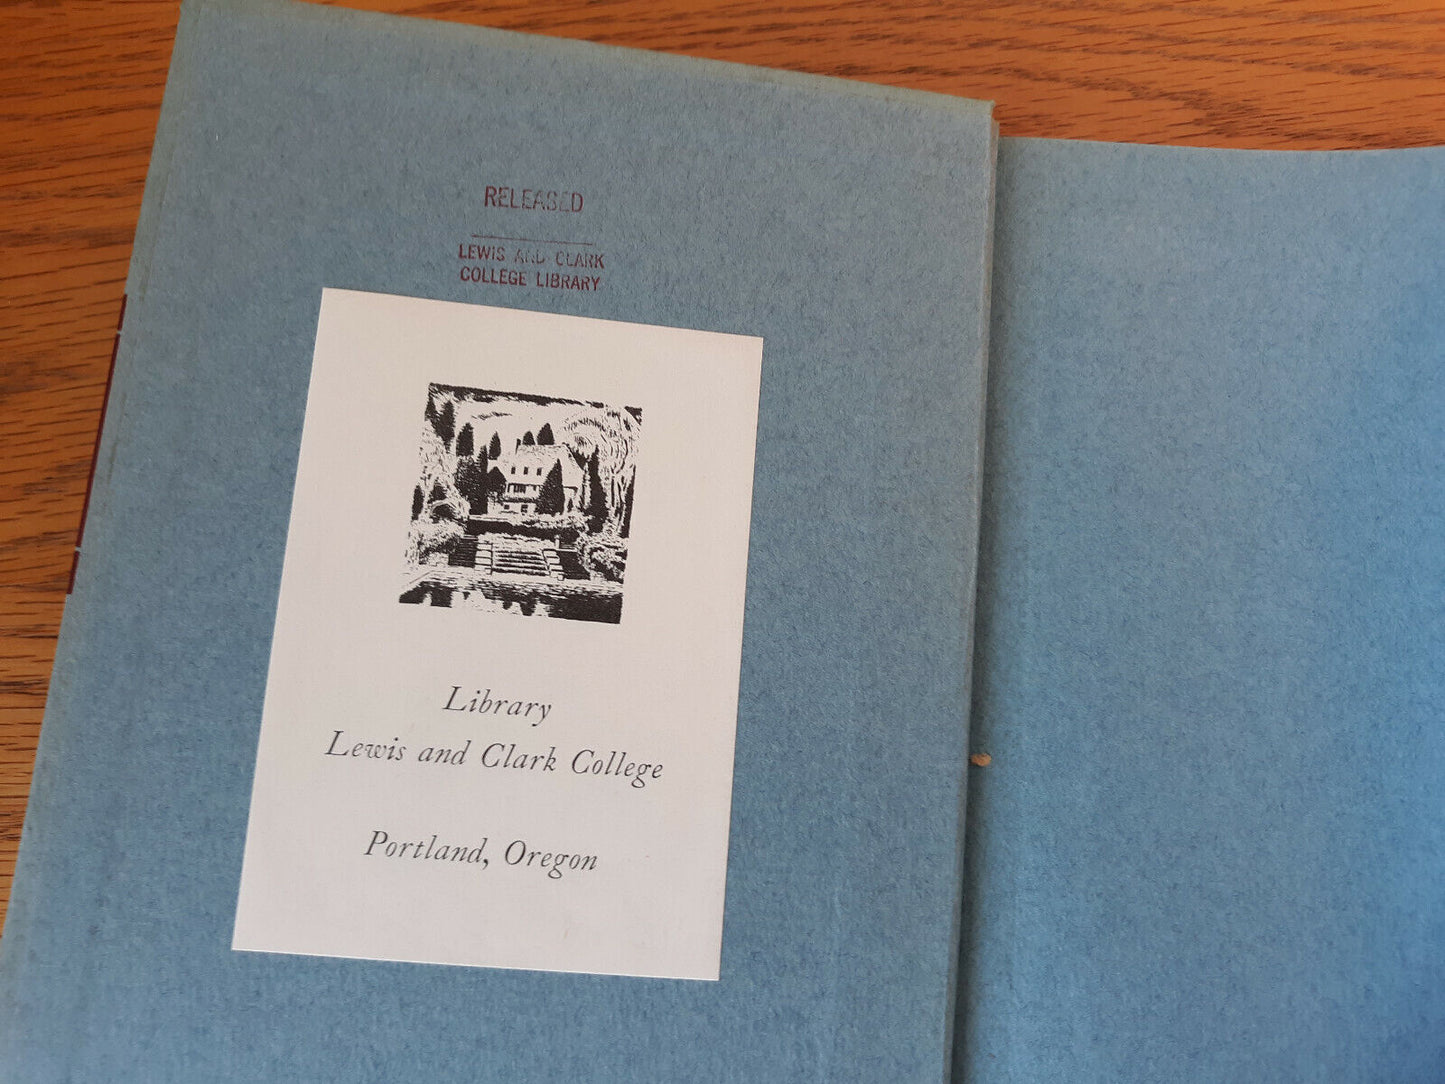 RELEASED
LEWIS AND CLARK
COLLEGE LIBRARY
Library
Lewis and Clark College
Portland, Oregon